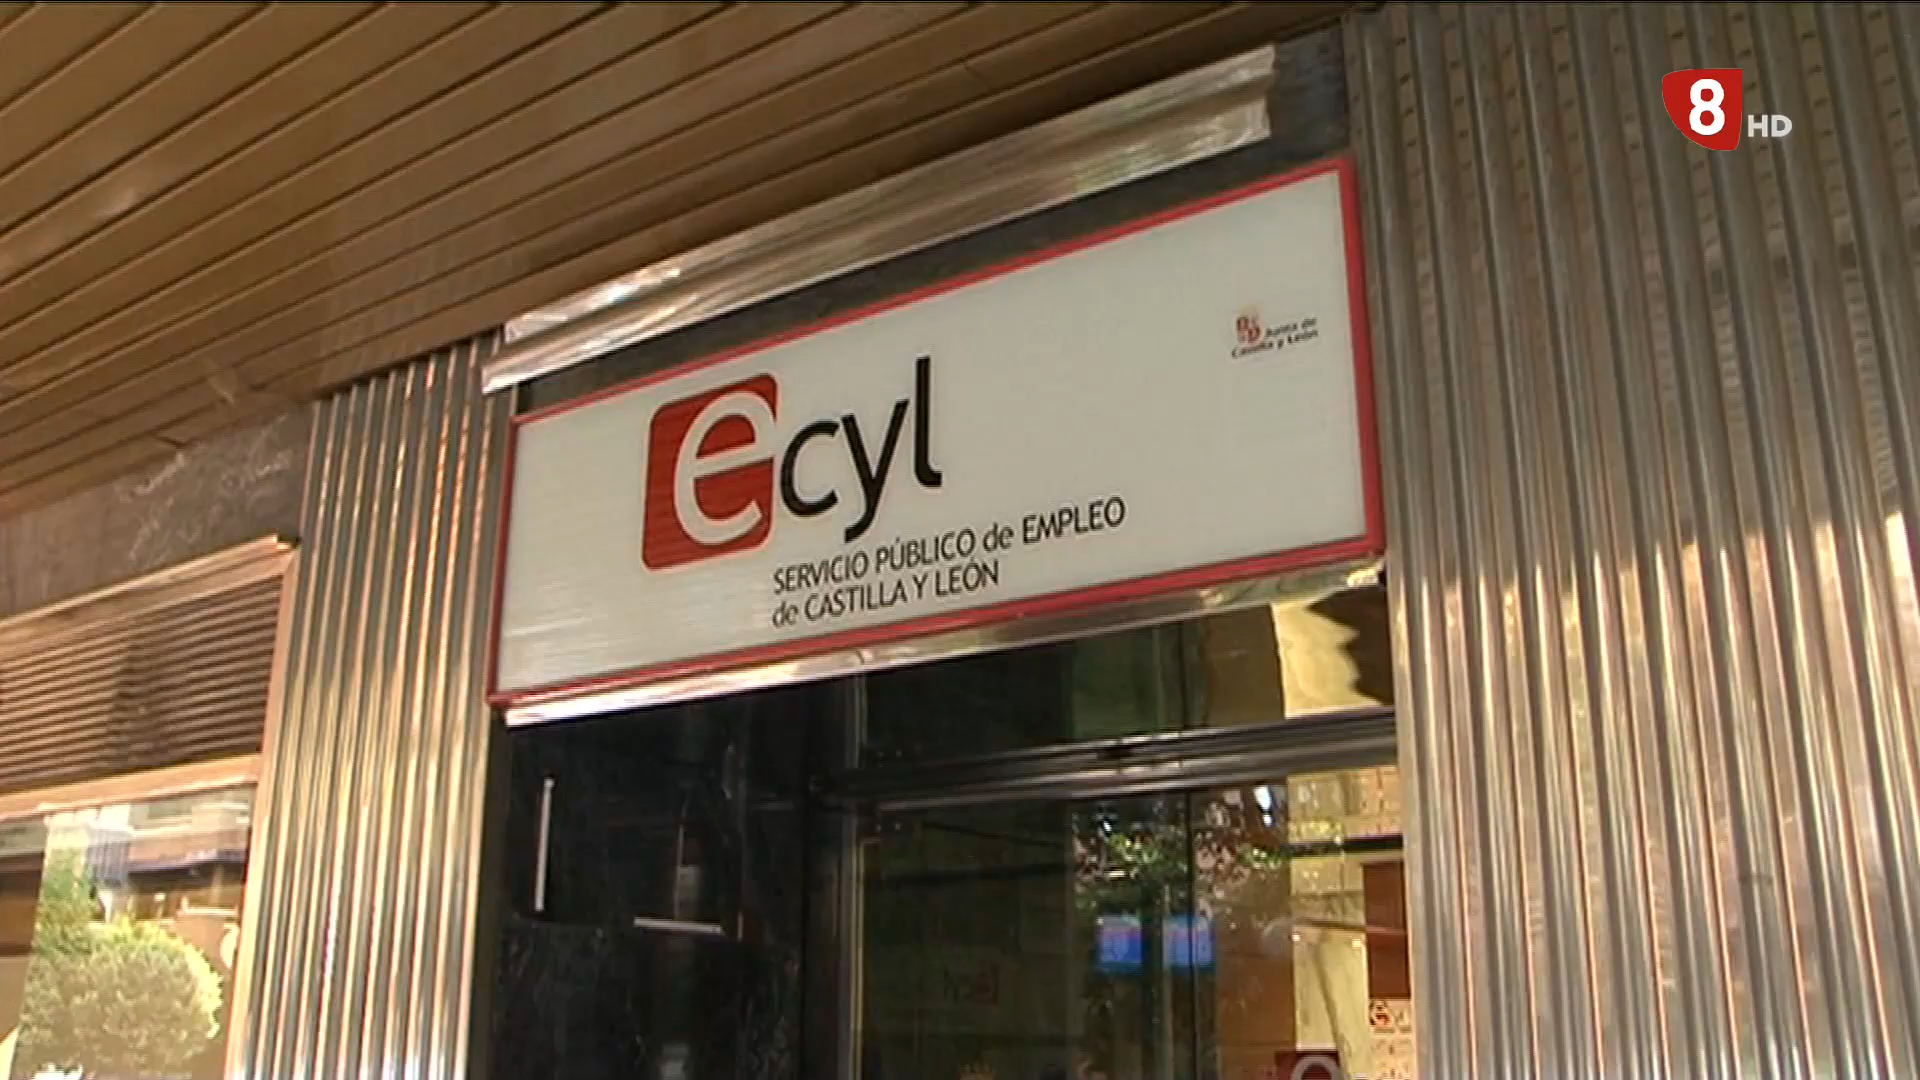 8 HD
Junta de
Castilla y León
ecyl
SERVICIO PÚBLICO de EMPLEO
de CASTILLA Y LEÓN